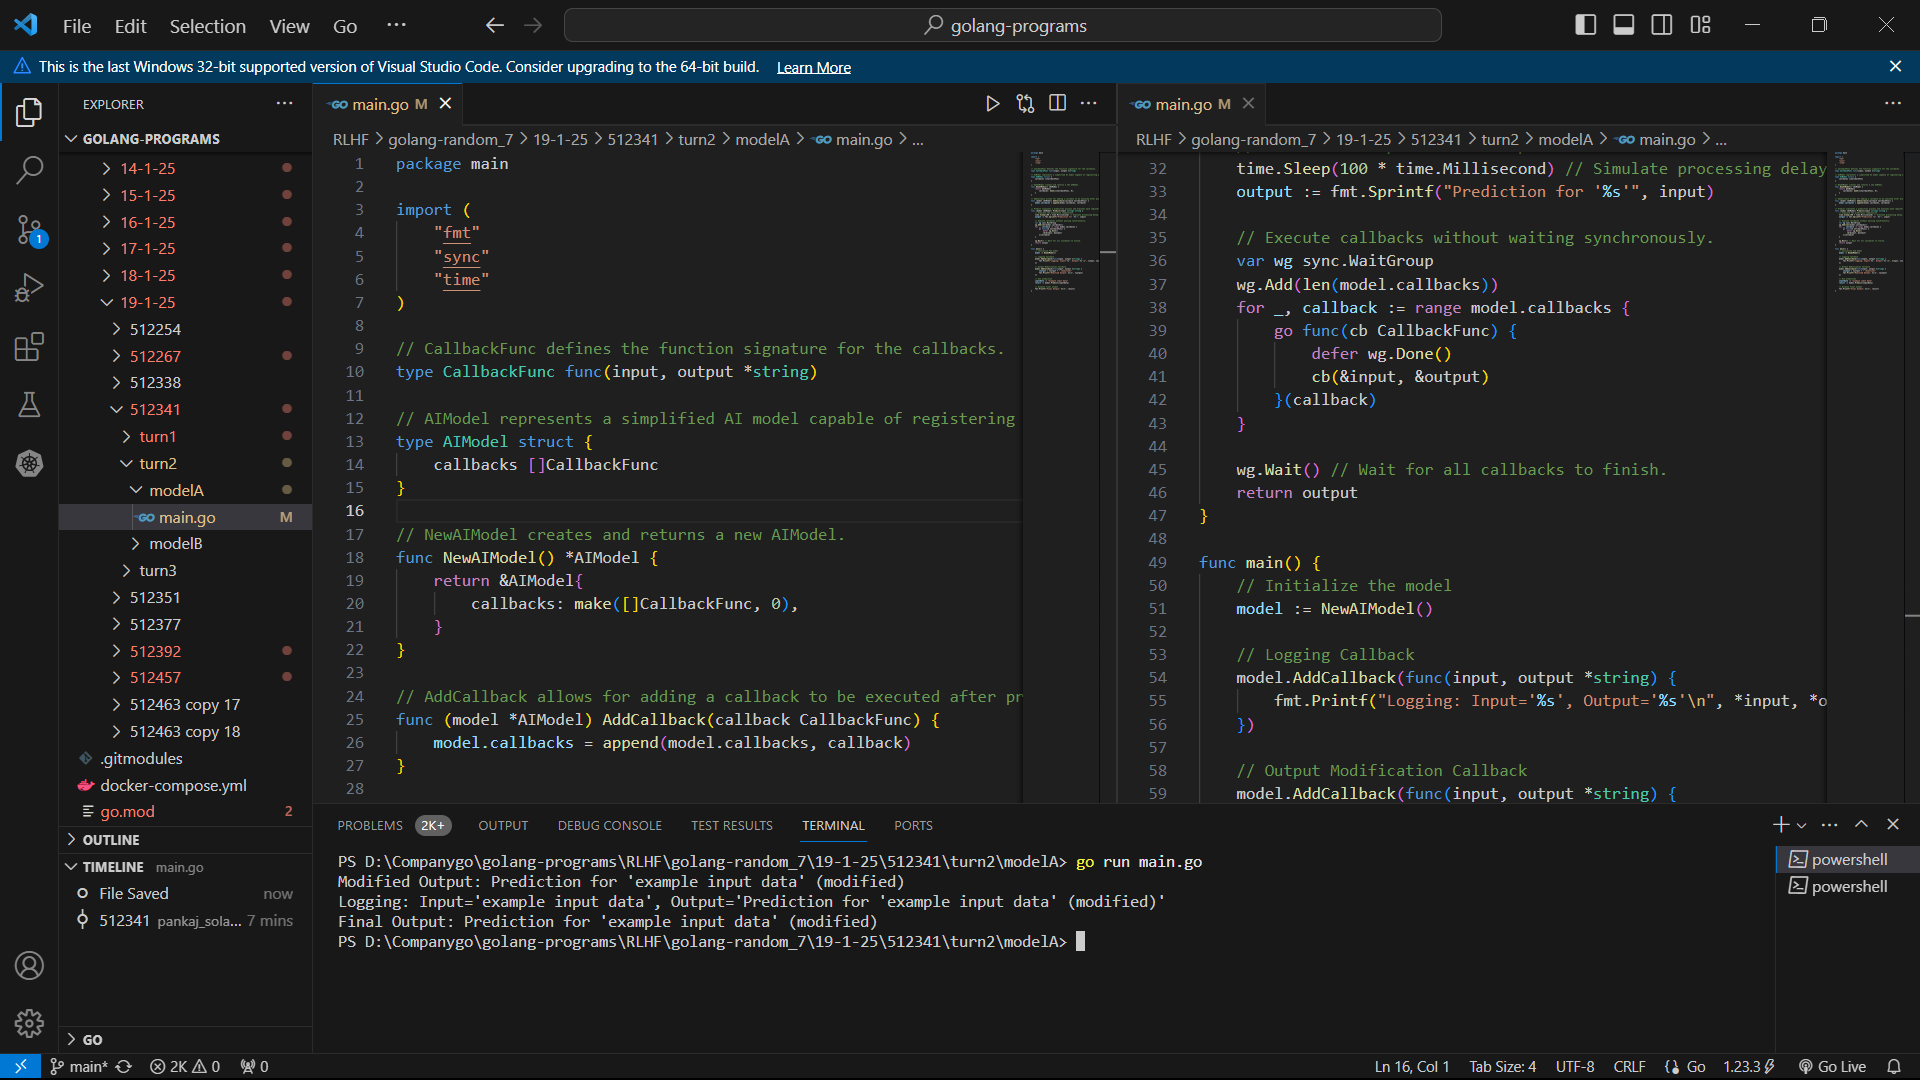 File Edit Selection View Go ··· golang-programs
This is the last Windows 32-bit supported version of Visual Studio Code. Consider upgrading to the 64-bit build. Learn More
EXPLORER
GOLANG-PROGRAMS
14-1-25
15-1-25
16-1-25
17-1-25
18-1-25
19-1-25
512254
512267
512338
512341
turn1
turn2
modelA
main.go M
modelB
turn3
512351
512377
512392
512457
512463 copy 17
512463 copy 18
.gitmodules
docker-compose.yml
go.mod 2
OUTLINE
TIMELINE main.go
File Saved now
512341 pankaj_sola... 7 mins
GO
main.go M
RLHF > golang-random_7 > 19-1-25 > 512341 > turn2 > modelA > main.go > ...
1 package main
2
3 import (
4 "fmt"
5 "sync"
6 "time"
7 )
8
9 // CallbackFunc defines the function signature for the callbacks.
10 type CallbackFunc func(input, output *string)
11
12 // AIModel represents a simplified AI model capable of registering
13 type AIModel struct {
14 callbacks []CallbackFunc
15 }
16
17 // NewAIModel creates and returns a new AIModel.
18 func NewAIModel() *AIModel {
19 return &AIModel{
20 callbacks: make([]CallbackFunc, 0),
21 }
22 }
23
24 // AddCallback allows for adding a callback to be executed after pr
25 func (model *AIModel) AddCallback(callback CallbackFunc) {
26 model.callbacks = append(model.callbacks, callback)
27 }
28
main.go M
RLHF > golang-random_7 > 19-1-25 > 512341 > turn2 > modelA > main.go > ...
32 time.Sleep(100 * time.Millisecond) // Simulate processing delay
33 output := fmt.Sprintf("Prediction for '%s'", input)
34
35 // Execute callbacks without waiting synchronously.
36 var wg sync.WaitGroup
37 wg.Add(len(model.callbacks))
38 for _, callback := range model.callbacks {
39 go func(cb CallbackFunc) {
40 defer wg.Done()
41 cb(&input, &output)
42 }(callback)
43 }
44
45 wg.Wait() // Wait for all callbacks to finish.
46 return output
47 }
48
49 func main() {
50 // Initialize the model
51 model := NewAIModel()
52
53 // Logging Callback
54 model.AddCallback(func(input, output *string) {
55 fmt.Printf("Logging: Input='%s', Output='%s'\n", *input, *o
56 })
57
58 // Output Modification Callback
59 model.AddCallback(func(input, output *string) {
PROBLEMS 2K+ OUTPUT DEBUG CONSOLE TEST RESULTS TERMINAL PORTS
PS D:\Companygo\golang-programs\RLHF\golang-random_7\19-1-25\512341\turn2\modelA> go run main.go
Modified Output: Prediction for 'example input data' (modified)
Logging: Input='example input data', Output='Prediction for 'example input data' (modified)'
Final Output: Prediction for 'example input data' (modified)
PS D:\Companygo\golang-programs\RLHF\golang-random_7\19-1-25\512341\turn2\modelA>
powershell
powershell
1
main* 2K 0 0 Ln 16, Col 1 Tab Size: 4 UTF-8 CRLF Go 1.23.3 Go Live